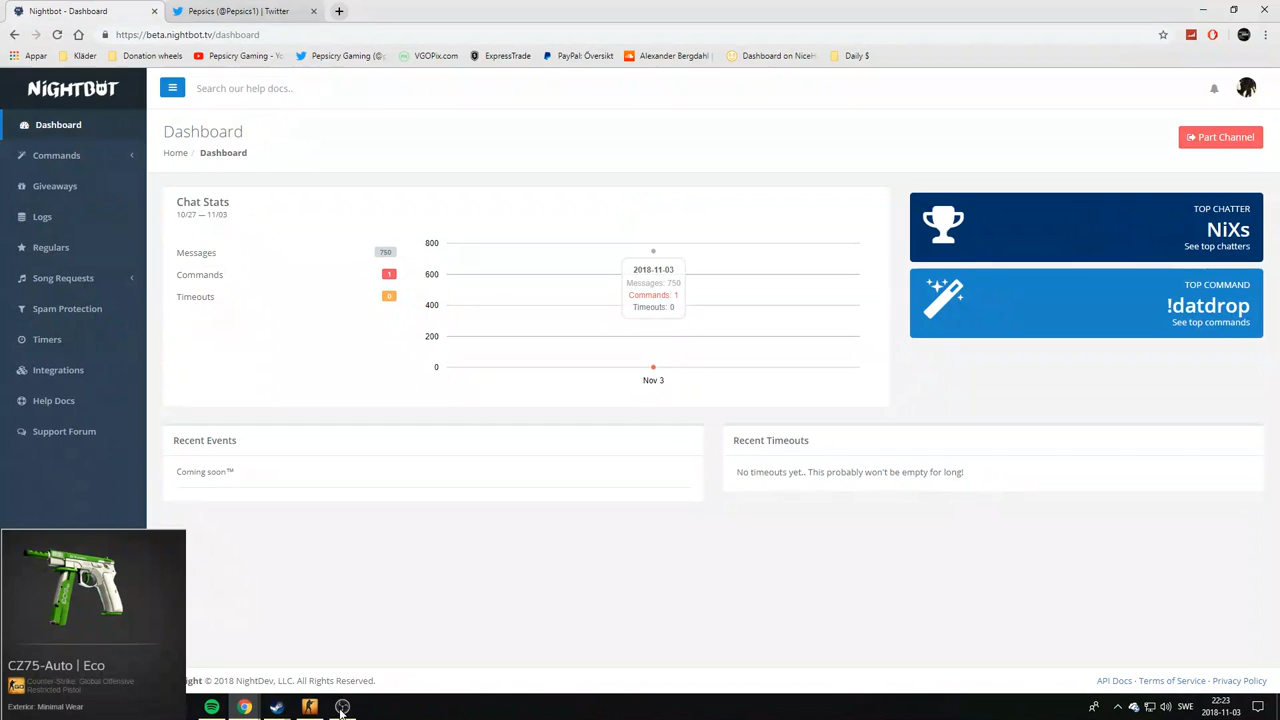 Nightbot
Pepsicry (@Pepsics1) | Twitter
https://beta.nightbot.tv/dashboard
Appar
Kläder
Donation wheels
Pepsicry Gaming - Yo
Pepsicry Gaming (@
VGOPix.com
ExpressTrade
PayPal: Översikt
Alexander Bergdahl
Dashboard on NiceH
Daily $
NiGHTBOT
Search our help docs..
Dashboard
Commands
Giveaways
Logs
Regulars
Song Requests
Spam Protection
Timers
Integrations
Help Docs
Support Forum
Dashboard
Home / Dashboard
Part Channel
Chat Stats
10/27 — 11/03
Messages 750
Commands 1
Timeouts 0
800
600
400
200
0
2018-11-03
Messages: 750
Commands: 1
Timeouts: 0
Nov 3
TOP CHATTER
NiXs
See top chatters
TOP COMMAND
!datdrop
See top commands
Recent Events
Coming soon™
Recent Timeouts
No timeouts yet.. This probably won't be empty for long!
CZ75-Auto | Eco
Counter-Strike: Global Offensive
Restricted Pistol
Exterior: Minimal Wear
ight © 2018 NightDev, LLC. All Rights Reserved.
API Docs · Terms of Service · Privacy Policy
SWE
22:23
2018-11-03